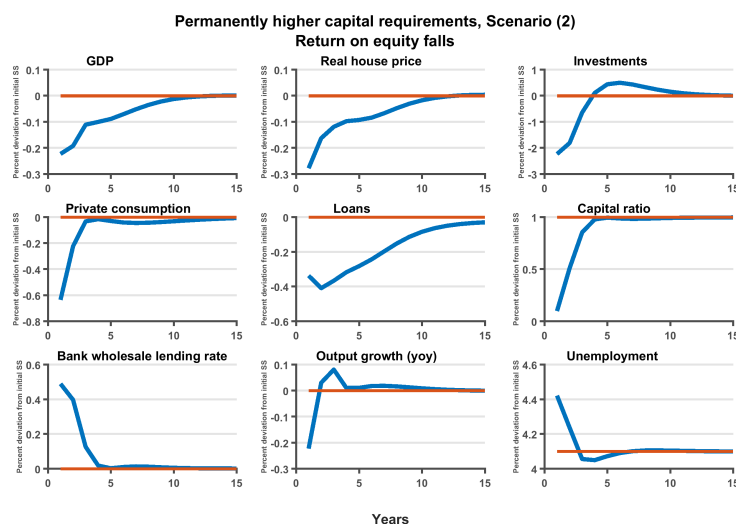 Permanently higher capital requirements, Scenario (2)
Return on equity falls
GDP
Percent deviation from initial SS
0.1
0
-0.1
-0.2
-0.3
0 5 10 15
Real house price
Percent deviation from initial SS
0.1
0
-0.1
-0.2
-0.3
0 5 10 15
Investments
Percent deviation from initial SS
1
0
-1
-2
-3
0 5 10 15
Private consumption
Percent deviation from initial SS
0
-0.2
-0.4
-0.6
-0.8
0 5 10 15
Loans
Percent deviation from initial SS
0
-0.2
-0.4
-0.6
0 5 10 15
Capital ratio
Percent deviation from initial SS
1
0.5
0
0 5 10 15
Bank wholesale lending rate
Percent deviation from initial SS
0.6
0.4
0.2
0
0 5 10 15
Output growth (yoy)
Percent deviation from initial SS
0.1
0
-0.1
-0.2
-0.3
0 5 10 15
Unemployment
Percent deviation from initial SS
4.6
4.4
4.2
4
0 5 10 15
Years